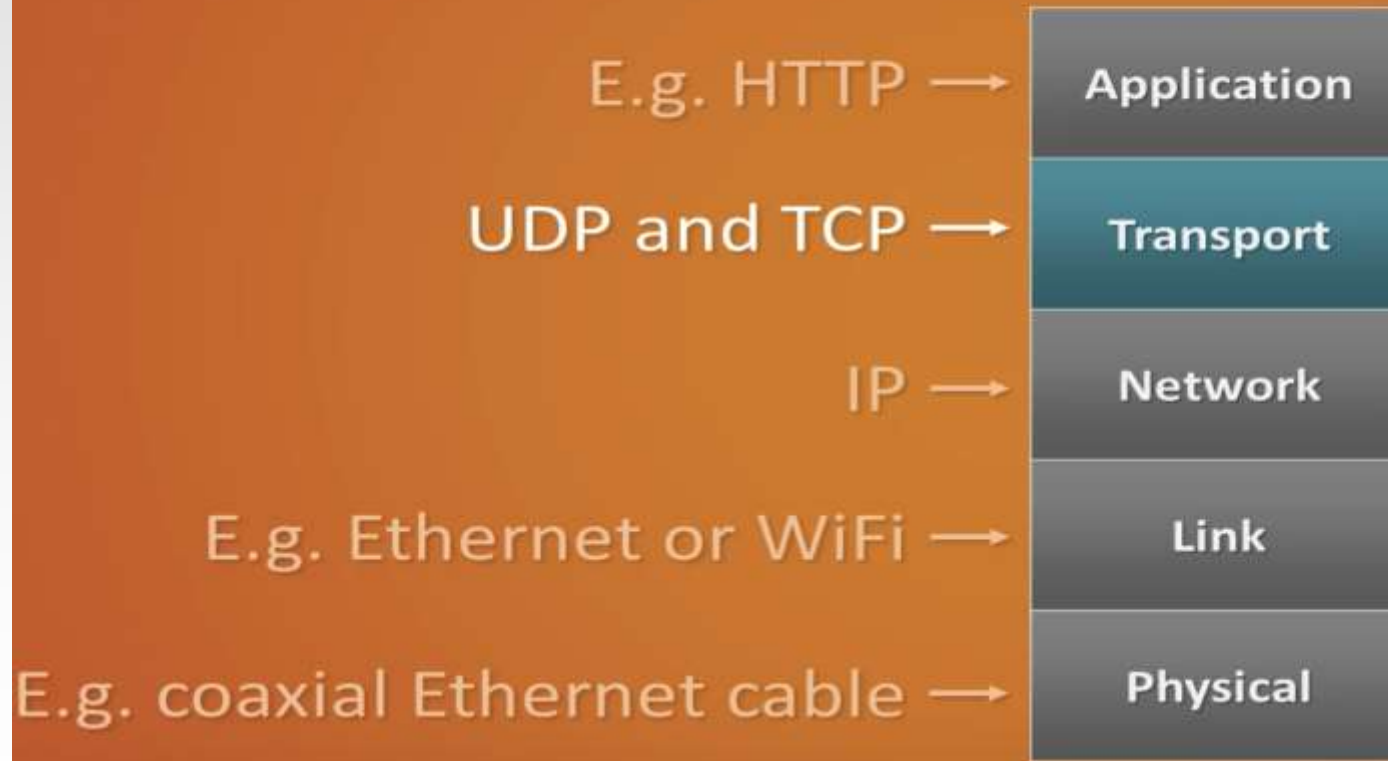 E.g. HTTP → Application
UDP and TCP → Transport
IP → Network
E.g. Ethernet or WiFi → Link
E.g. coaxial Ethernet cable → Physical